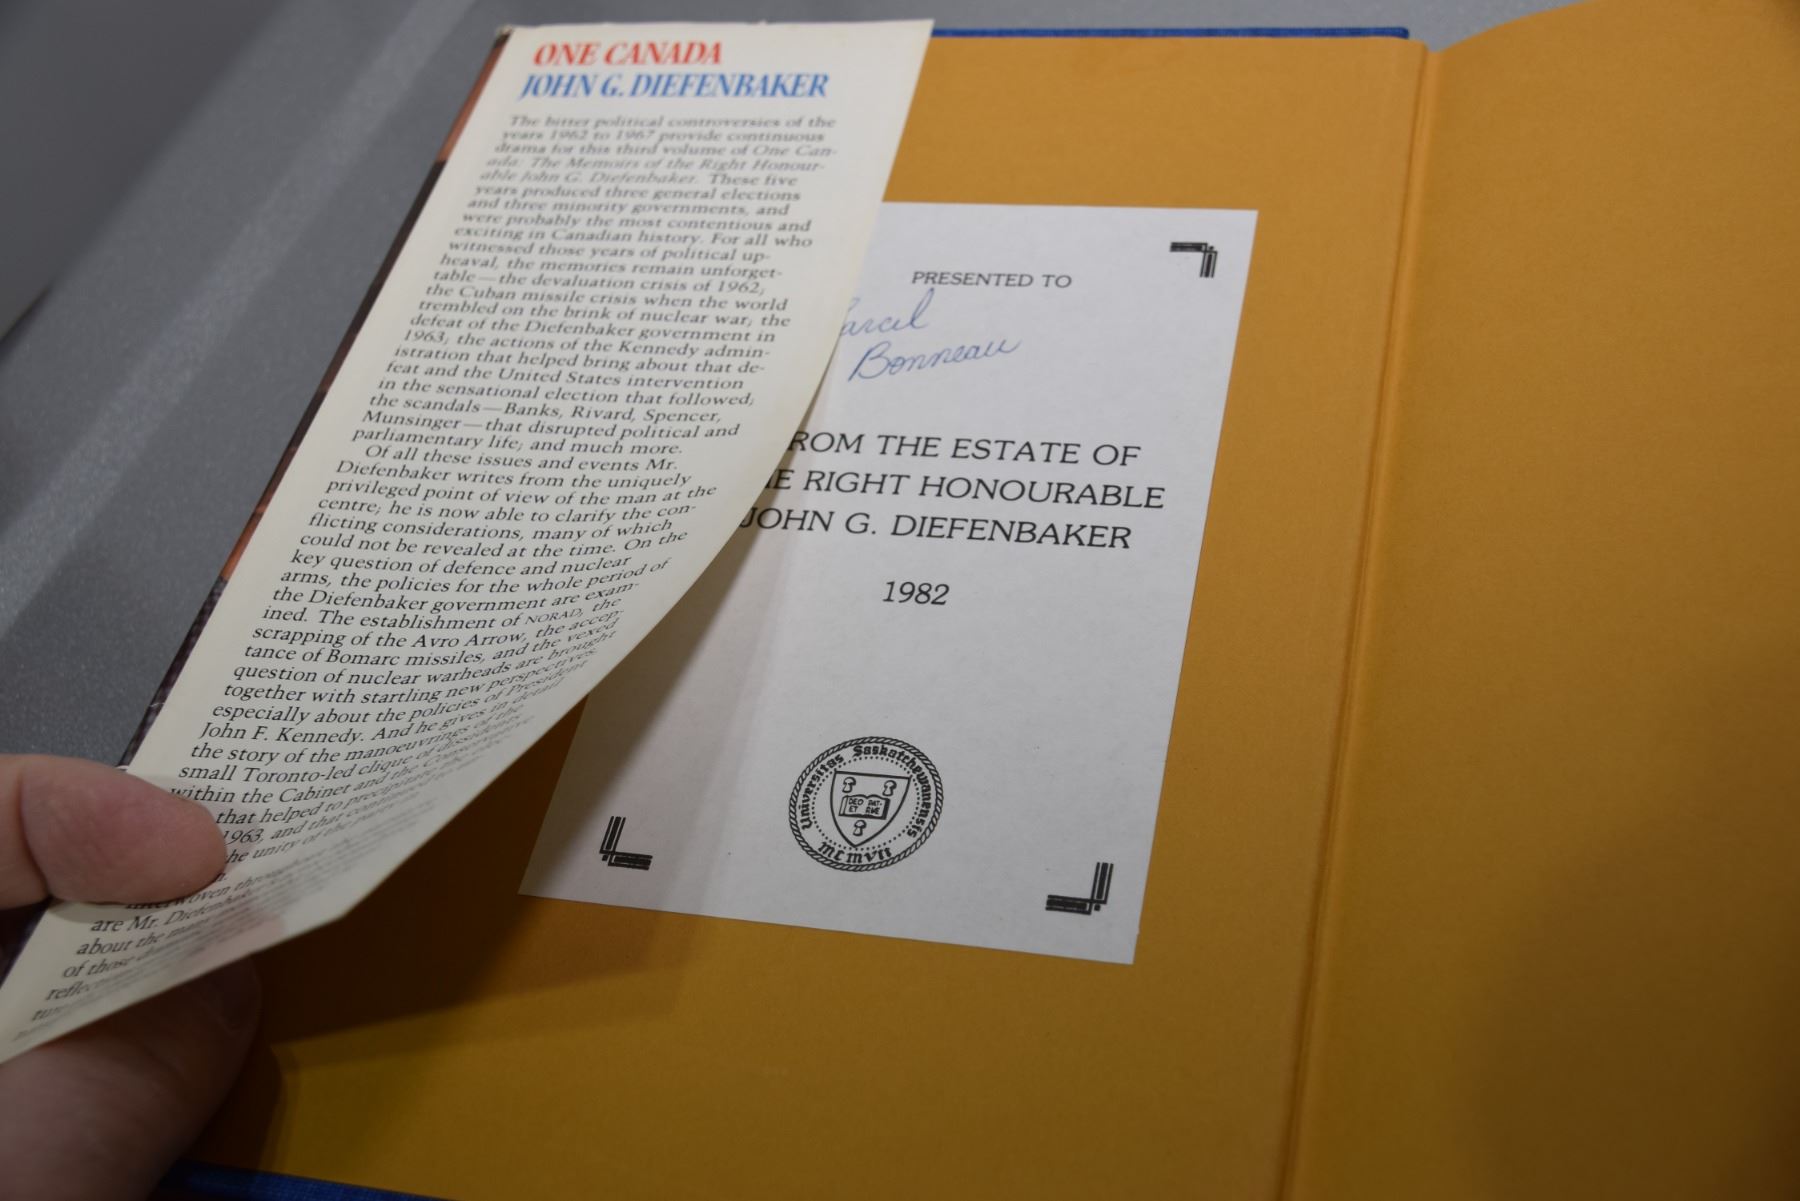 ONE CANADA
JOHN G. DIEFENBAKER
The bitter political controversies of the
years 1962 to 1967 provide continuous
drama for this third volume of One Can-
ada: The Memoirs of the Right Honour-
able John G. Diefenbaker. These five
years produced three general elections
and three minority governments, and
were probably the most contentious and
exciting in Canadian history. For all who
witnessed those years of political up-
heaval, the memories remain unforget-
table—the devaluation crisis of 1962;
the Cuban missile crisis when the world
trembled on the brink of nuclear war; the
defeat of the Diefenbaker government in
1963; the actions of the Kennedy admin-
istration that helped bring about that de-
feat and the United States intervention
in the sensational election that followed;
the scandals—Banks, Rivard, Spencer,
Munsinger—that disrupted political and
parliamentary life; and much more.
Of all these issues and events Mr.
Diefenbaker writes from the uniquely
privileged point of view of the man at the
centre; he is now able to clarify the con-
flicting considerations, many of which
could not be revealed at the time. On the
key question of defence and nuclear
arms, the policies for the whole period of
the Diefenbaker government are exam-
ined. The establishment of NORAD, the
scrapping of the Avro Arrow, the accep-
tance of Bomarc missiles, and the vexed
question of nuclear warheads are brought
together with startling new perspectives,
especially about the policies of President
John F. Kennedy. And he gives in detail
the story of the manoeuvrings of the
small Toronto-led clique of dissidents
within the Cabinet and the Conservative
that helped to precipitate
1963, and that continued to
the unity of the party
Interwoven throughout
are Mr. Diefenbaker's
about the many
of those
PRESENTED TO
arcel
Bonneau
ROM THE ESTATE OF
E RIGHT HONOURABLE
JOHN G. DIEFENBAKER
1982
Universitas Saskatchewanensis
DEO PAT-
ET RIÆ
MCMVII